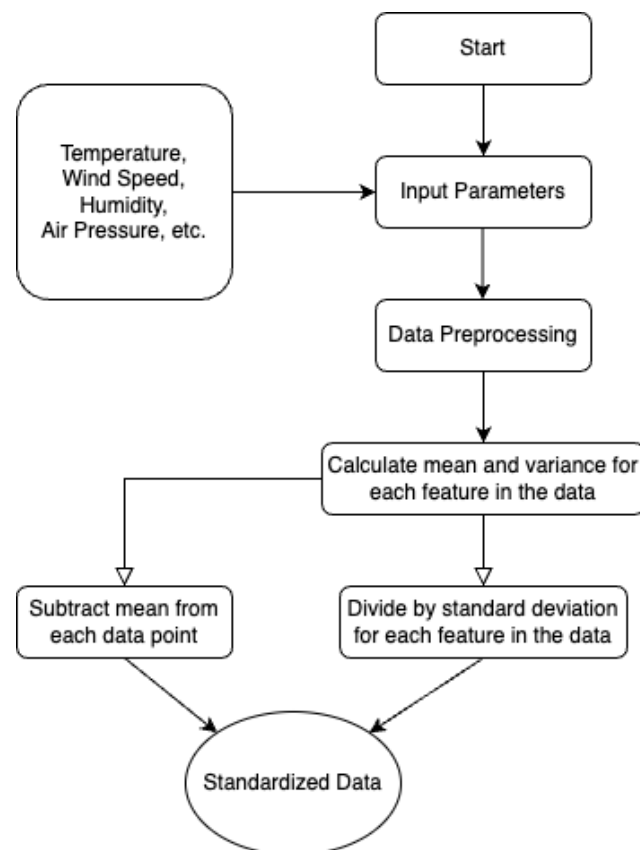 Start
Temperature,
Wind Speed,
Humidity,
Air Pressure, etc.
Input Parameters
Data Preprocessing
Calculate mean and variance for
each feature in the data
Subtract mean from
each data point
Divide by standard deviation
for each feature in the data
Standardized Data